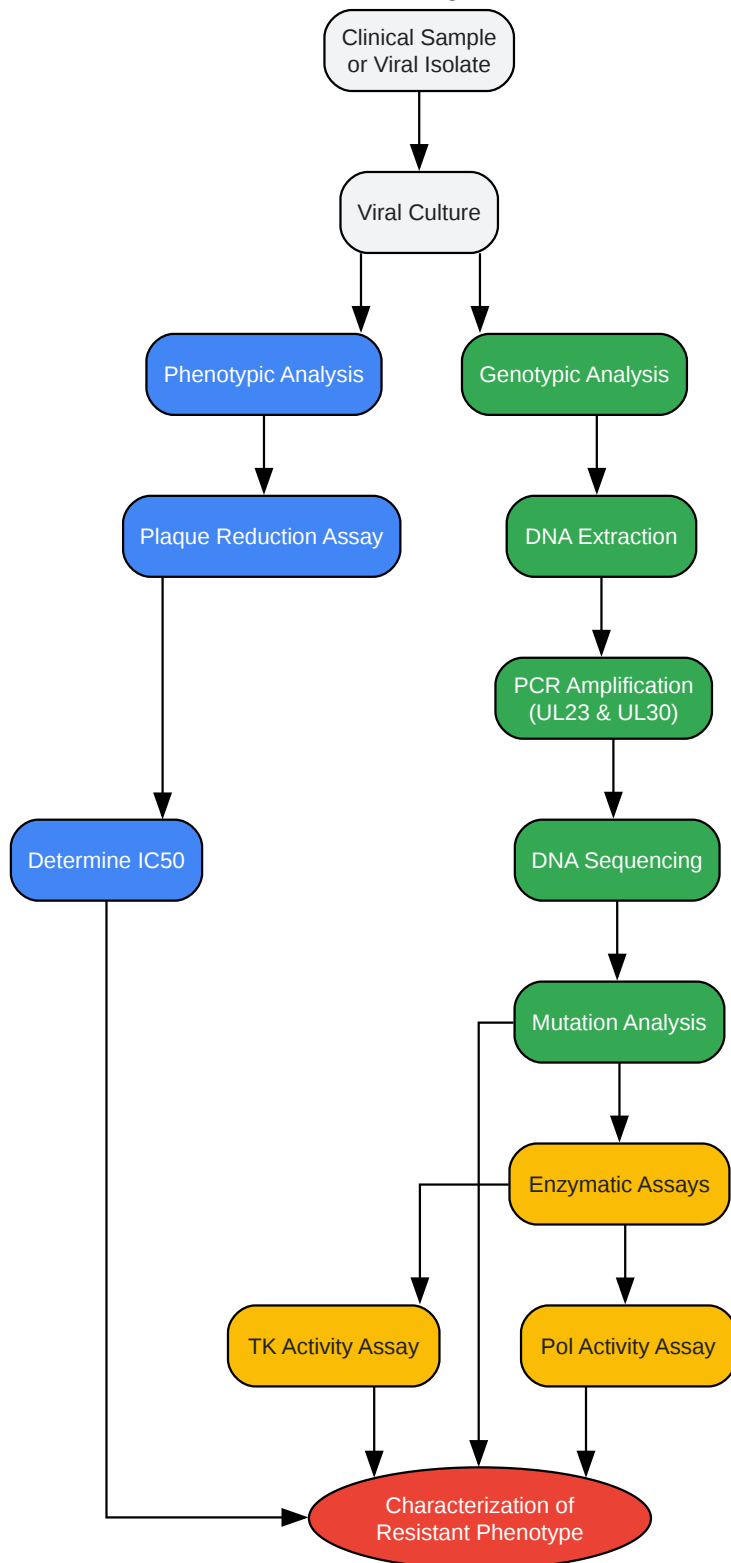 Clinical Sample
or Viral Isolate
Viral Culture
Phenotypic Analysis
Genotypic Analysis
Plaque Reduction Assay
DNA Extraction
PCR Amplification
(UL23 & UL30)
Determine IC50
DNA Sequencing
Mutation Analysis
Enzymatic Assays
TK Activity Assay
Pol Activity Assay
Characterization of
Resistant Phenotype